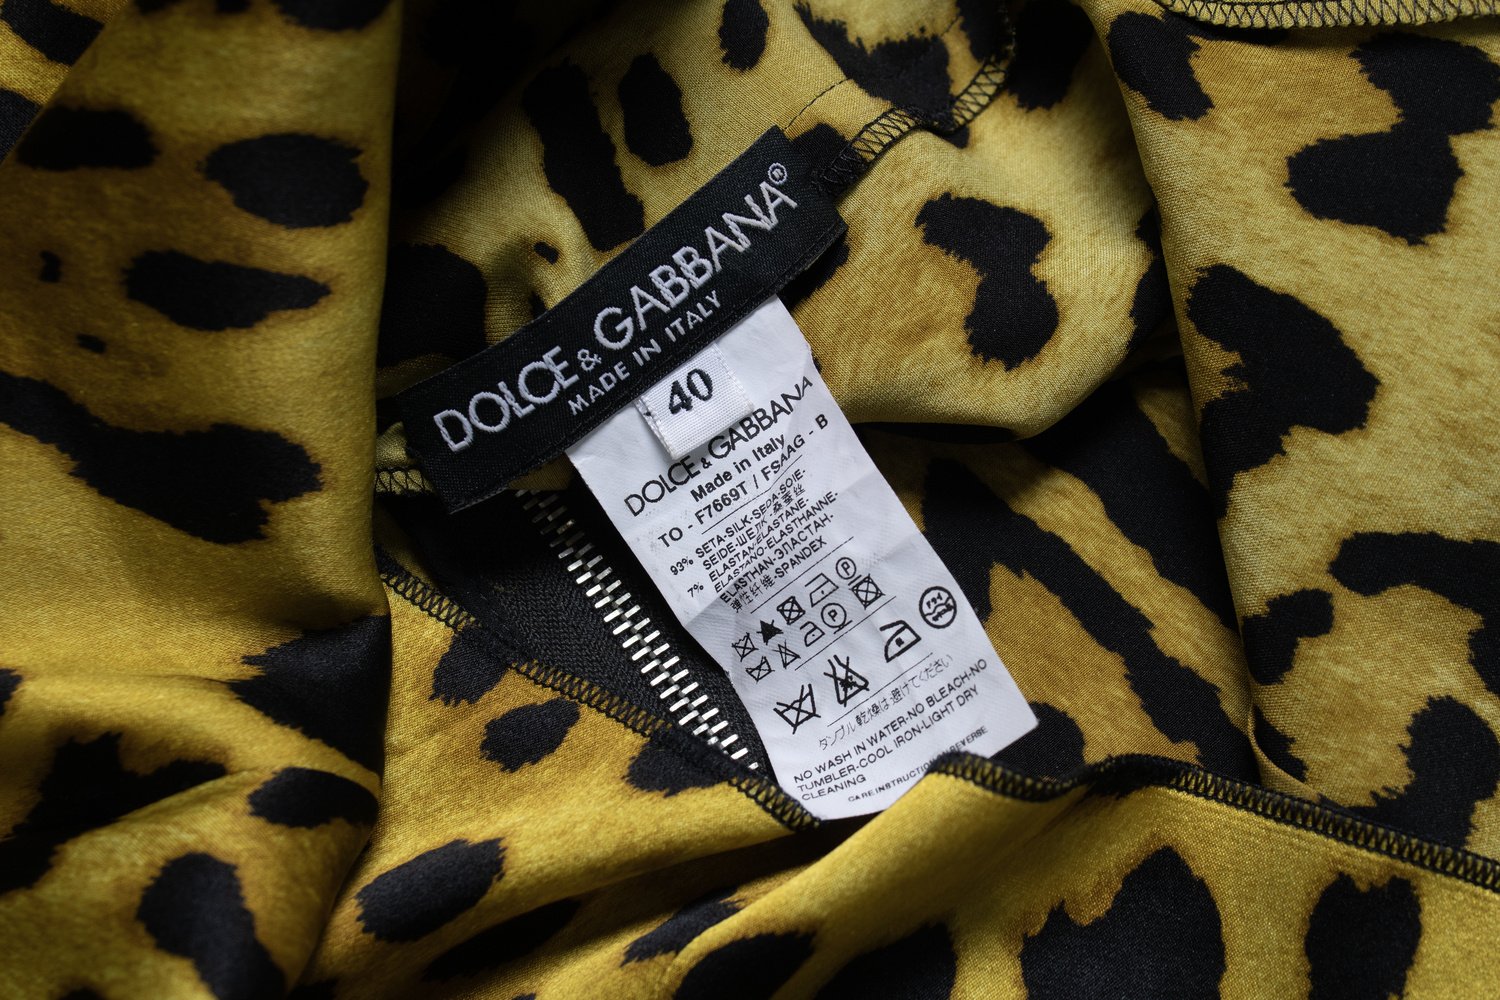 DOLCE & GABBANA®
MADE IN ITALY
40
DOLCE & GABBANA
Made in Italy
TO - F7669T / FSAAG - B
93% SETA-SILK-SEDA-SOIE-
SEIDE-ШЕЛК-桑蚕丝
7% ELASTAN-ELASTANE-
ELASTANO-ELASTHANNE-
ELASTHAN-ЭЛАСТАН-
弹性纤维-SPANDEX
P
P
タンブル乾燥は避けてください
NO WASH IN WATER-NO BLEACH-NO
TUMBLER-COOL IRON-LIGHT DRY
CLEANING
CARE INSTRUCTION REVERSE